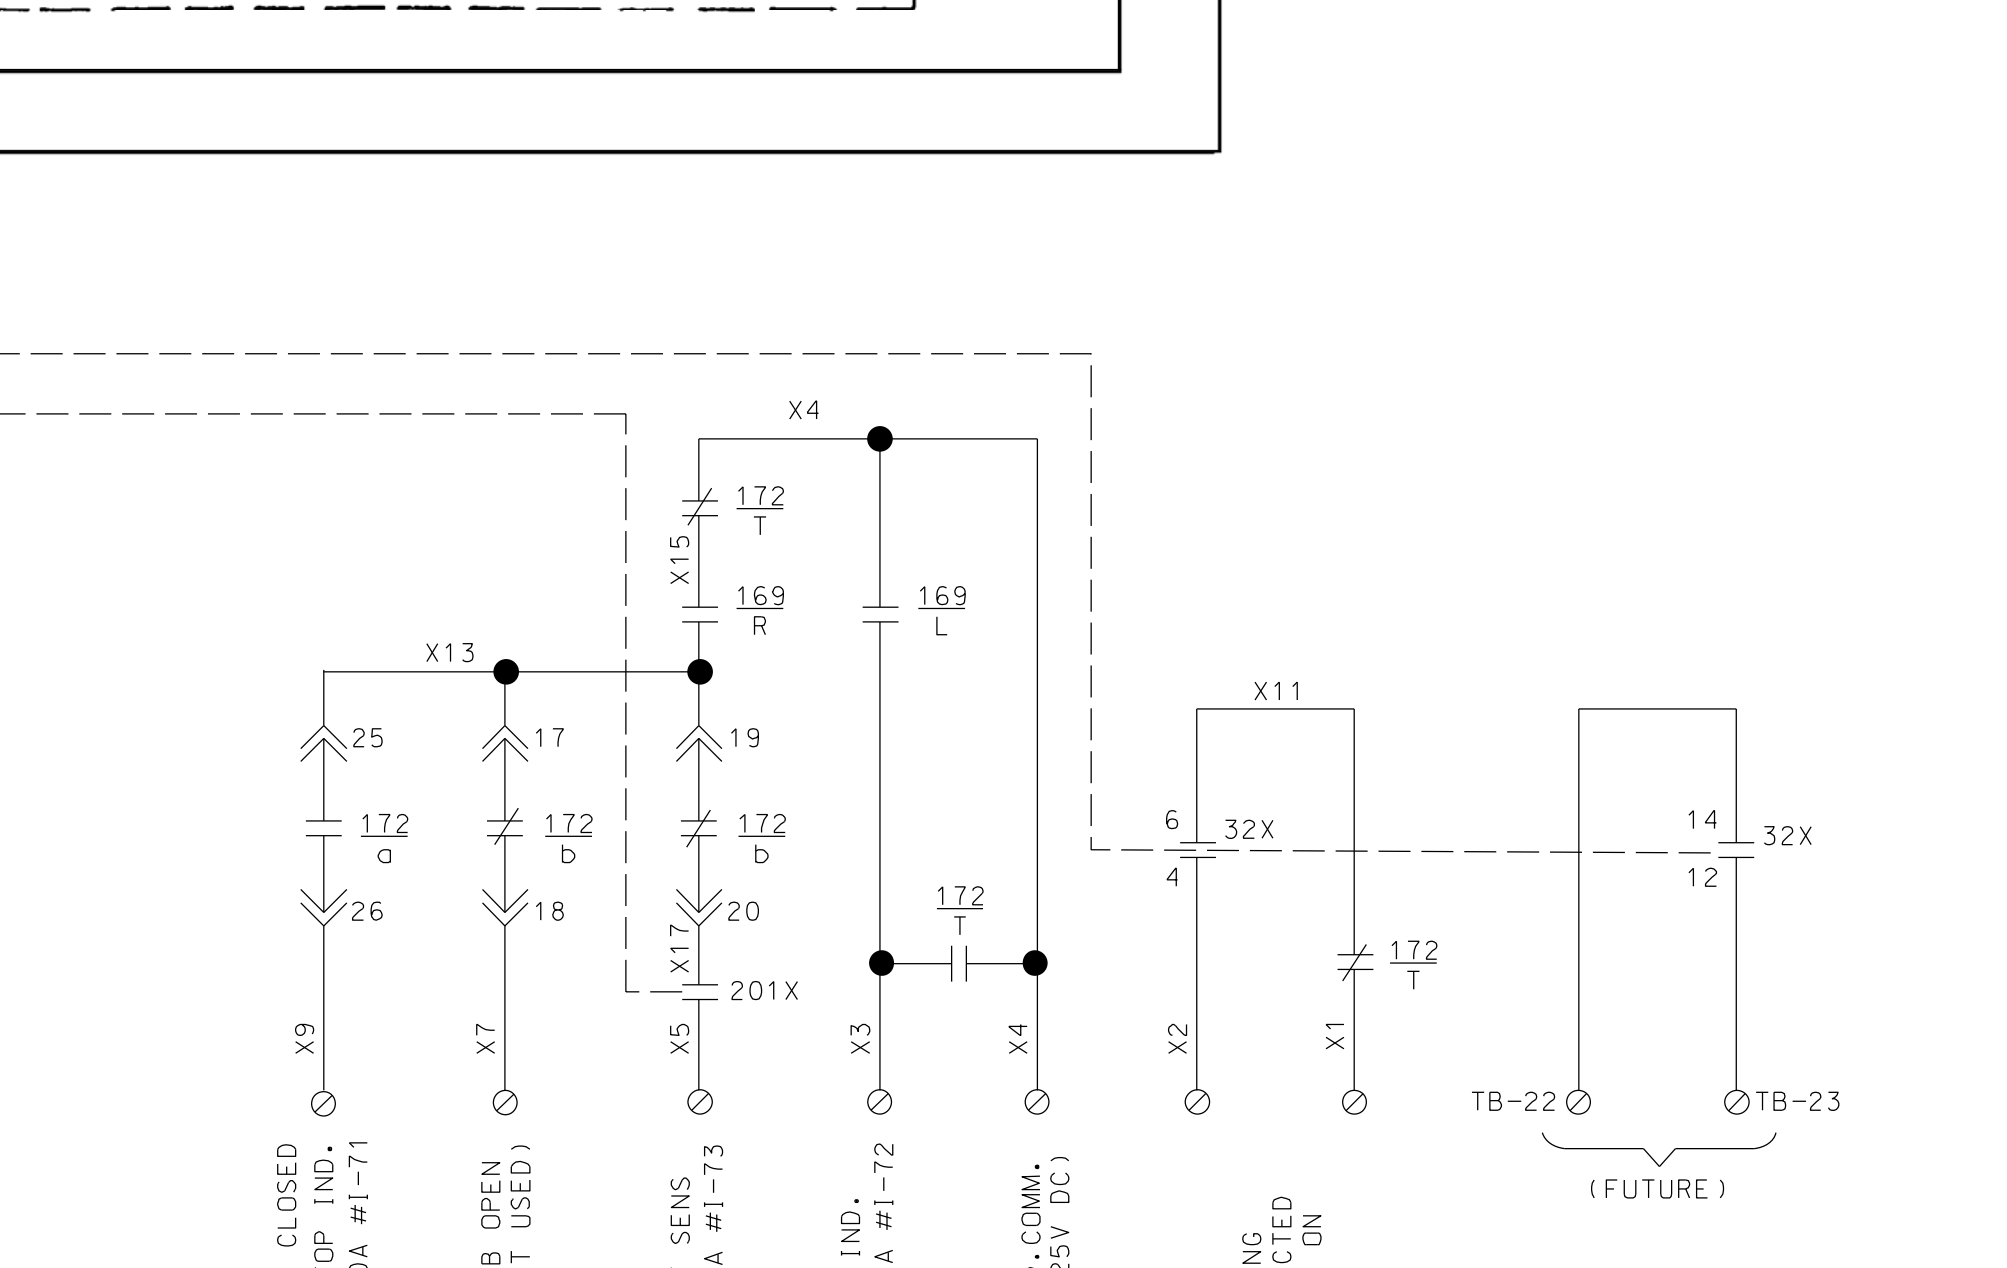 X4
172
T
X15
169
R
169
L
X13
X11
25
17
19
6
32X
14
32X
172
a
172
b
172
b
4
12
172
T
26
18
20
X17
201X
172
T
X9
X7
X5
X3
X4
X2
X1
TB-22
TB-23
(FUTURE)
CLOSED
OP IND.
A #I-71
B OPEN
T USED)
SENS
A #I-73
IND.
A #I-72
.COMM.
25V DC)
NG
CTED
ON